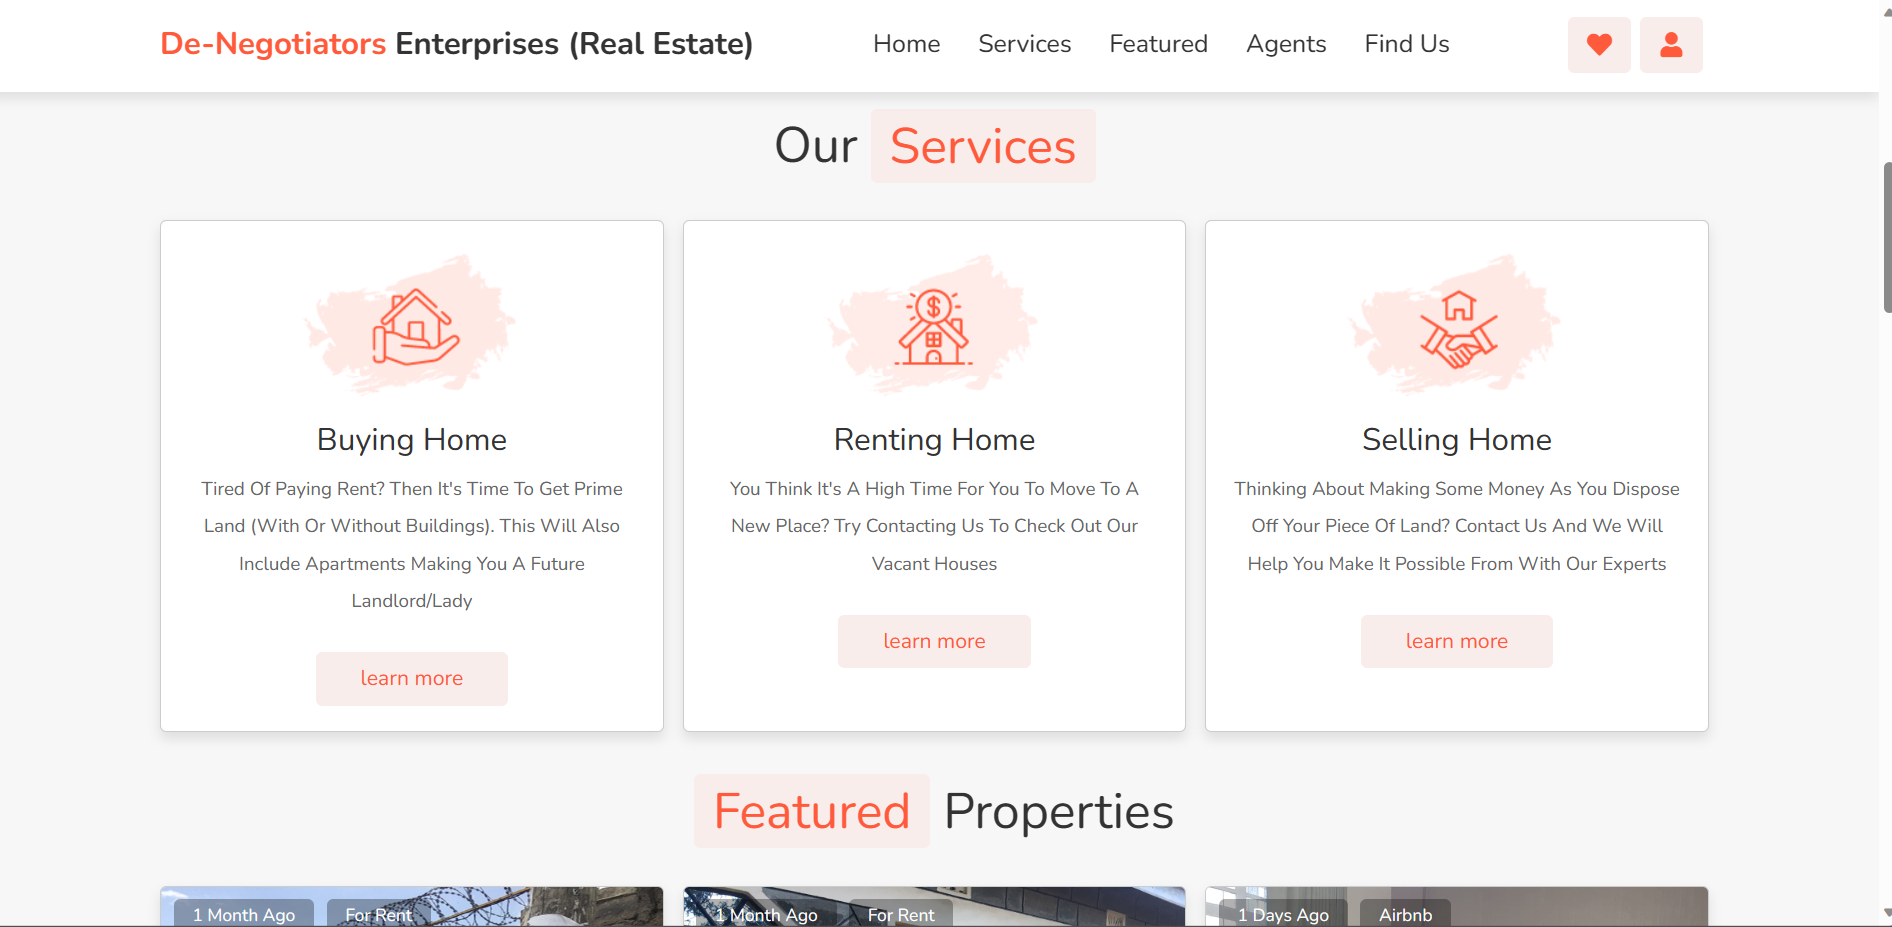 De-Negotiators Enterprises (Real Estate)
Home
Services
Featured
Agents
Find Us
Our Services
Buying Home
Tired Of Paying Rent? Then It's Time To Get Prime
Land (With Or Without Buildings). This Will Also
Include Apartments Making You A Future
Landlord/Lady
learn more
Renting Home
You Think It's A High Time For You To Move To A
New Place? Try Contacting Us To Check Out Our
Vacant Houses
learn more
Selling Home
Thinking About Making Some Money As You Dispose
Off Your Piece Of Land? Contact Us And We Will
Help You Make It Possible From With Our Experts
learn more
Featured Properties
1 Month Ago
For Rent
1 Month Ago
For Rent
1 Days Ago
Airbnb